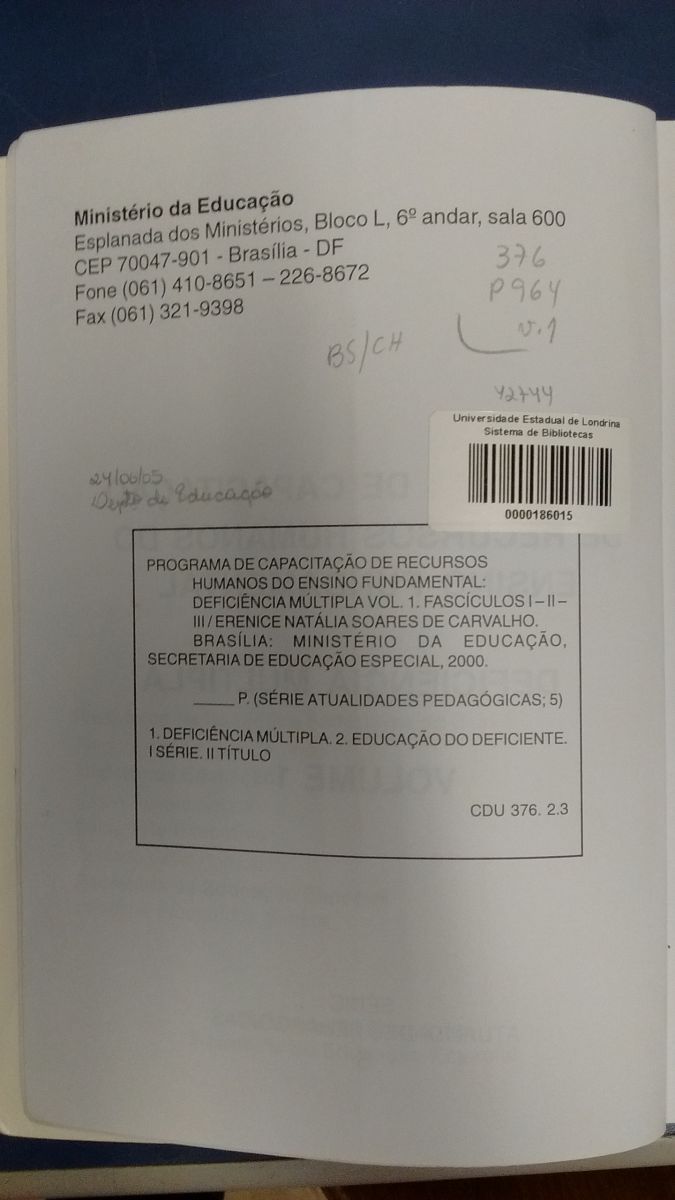 Ministério da Educação
Esplanada dos Ministérios, Bloco L, 6º andar, sala 600
CEP 70047-901 - Brasília - DF
Fone (061) 410-8651 – 226-8672
Fax (061) 321-9398
376
P964
v.1
BS/CH
42744
Universidade Estadual de Londrina
Sistema de Bibliotecas
0000186015
24/06/05
Depto de Educação
PROGRAMA DE CAPACITAÇÃO DE RECURSOS
HUMANOS DO ENSINO FUNDAMENTAL:
DEFICIÊNCIA MÚLTIPLA VOL. 1. FASCÍCULOS I – II –
III / ERENICE NATÁLIA SOARES DE CARVALHO.
BRASÍLIA: MINISTÉRIO DA EDUCAÇÃO,
SECRETARIA DE EDUCAÇÃO ESPECIAL, 2000.
_____ P. (SÉRIE ATUALIDADES PEDAGÓGICAS; 5)
1. DEFICIÊNCIA MÚLTIPLA. 2. EDUCAÇÃO DO DEFICIENTE.
I SÉRIE. II TÍTULO
CDU 376. 2.3